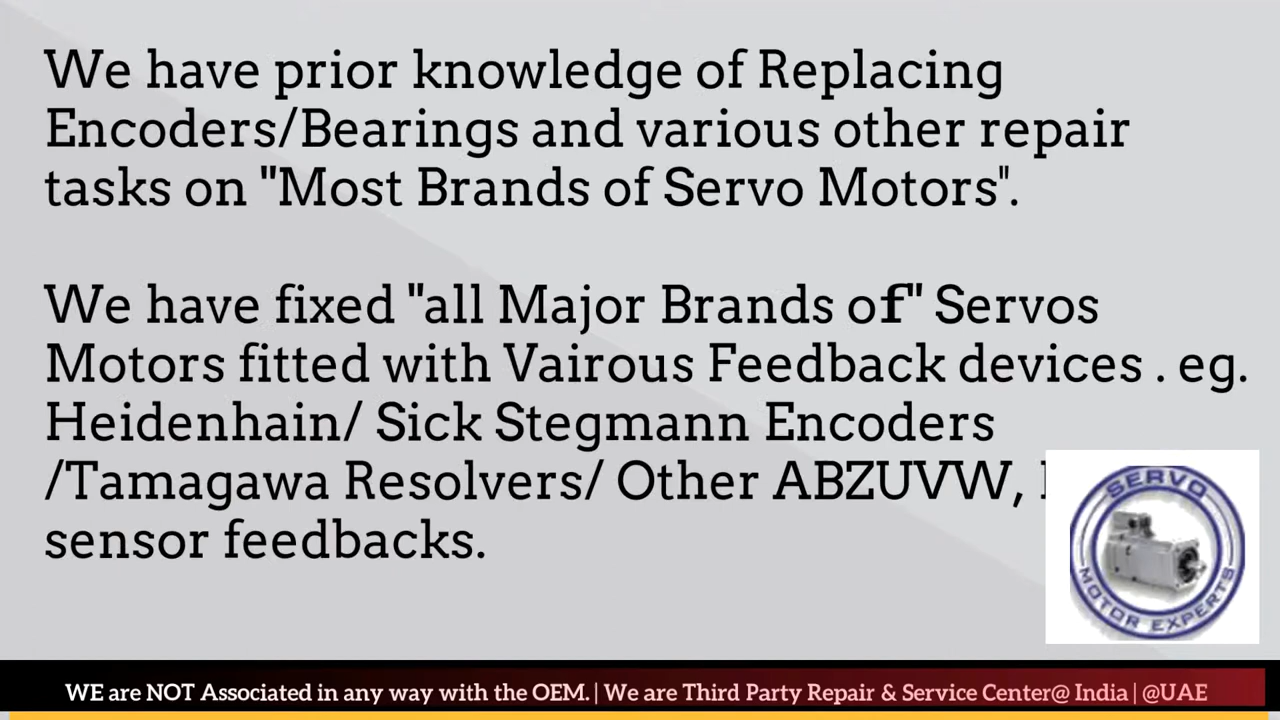 We have prior knowledge of Replacing
Encoders/Bearings and various other repair
tasks on "Most Brands of Servo Motors".
We have fixed "all Major Brands of" Servos
Motors fitted with Vairous Feedback devices . eg.
Heidenhain/ Sick Stegmann Encoders
/Tamagawa Resolvers/ Other ABZUVW,
sensor feedbacks.
SERVO
MOTOR EXPERTS
WE are NOT Associated in any way with the OEM. | We are Third Party Repair & Service Center@ India | @UAE